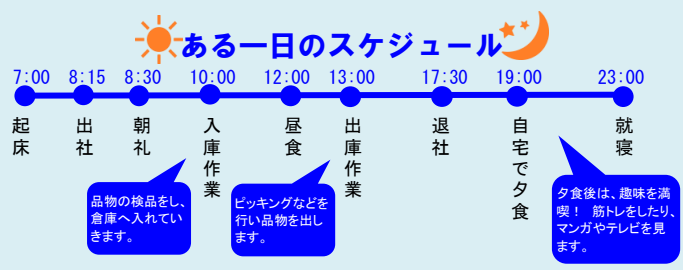 ある一日のスケジュール
7:00 8:15 8:30 10:00 12:00 13:00 17:30 19:00 23:00
起床
出社
朝礼
入庫作業
昼食
出庫作業
退社
自宅で夕食
就寝
品物の検品をし、
倉庫へ入れてい
きます。
ピッキングなどを
行い品物を出し
ます。
夕食後は、趣味を満
喫！　筋トレをしたり、
マンガやテレビを見
ます。